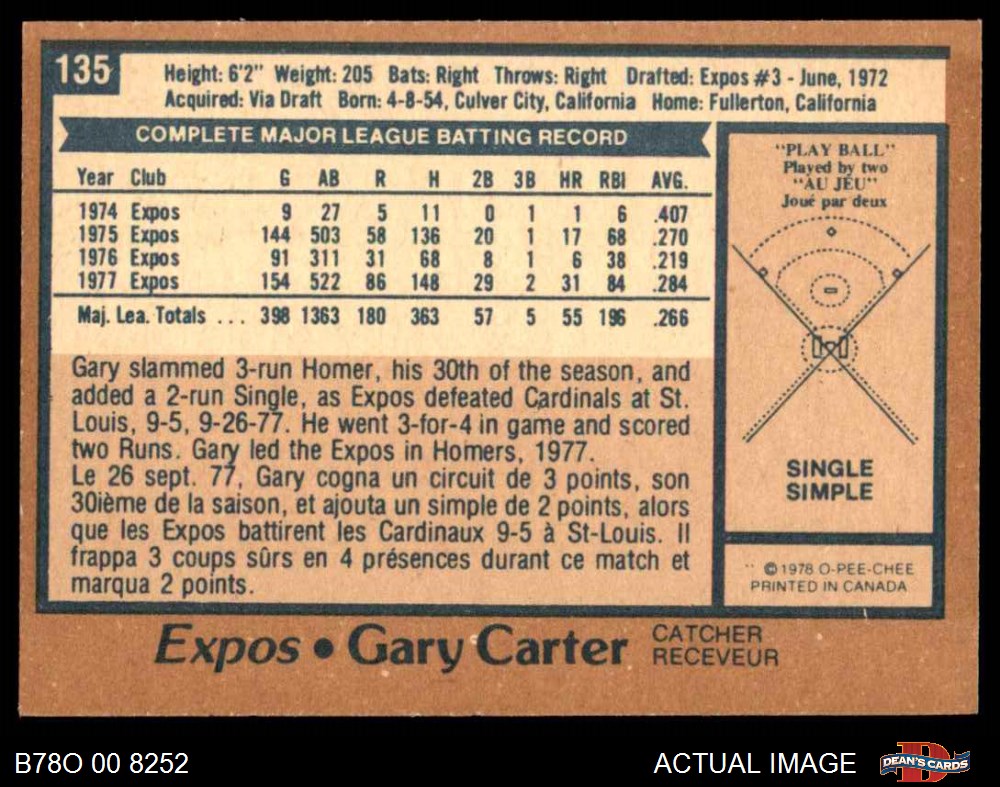 135
Height: 6'2" Weight: 205 Bats: Right Throws: Right Drafted: Expos #3 - June, 1972
Acquired: Via Draft Born: 4-8-54, Culver City, California Home: Fullerton, California
COMPLETE MAJOR LEAGUE BATTING RECORD
Year Club G AB R H 2B 3B HR RBI AVG.
1974 Expos 9 27 5 11 0 1 1 6 .407
1975 Expos 144 503 58 136 20 1 17 68 .270
1976 Expos 91 311 31 68 8 1 6 38 .219
1977 Expos 154 522 86 148 29 2 31 84 .284
Maj. Lea. Totals ... 398 1363 180 363 57 5 55 196 .266
Gary slammed 3-run Homer, his 30th of the season, and
added a 2-run Single, as Expos defeated Cardinals at St.
Louis, 9-5, 9-26-77. He went 3-for-4 in game and scored
two Runs. Gary led the Expos in Homers, 1977.
Le 26 sept. 77, Gary cogna un circuit de 3 points, son
30ième de la saison, et ajouta un simple de 2 points, alors
que les Expos battirent les Cardinaux 9-5 à St-Louis. Il
frappa 3 coups sûrs en 4 présences durant ce match et
marqua 2 points.
"PLAY BALL"
Played by two
"AU JEU"
Joué par deux
SINGLE
SIMPLE
©1978 O-PEE-CHEE
PRINTED IN CANADA
Expos • Gary Carter
CATCHER
RECEVEUR
B78O 00 8252
ACTUAL IMAGE
DEAN'S CARDS